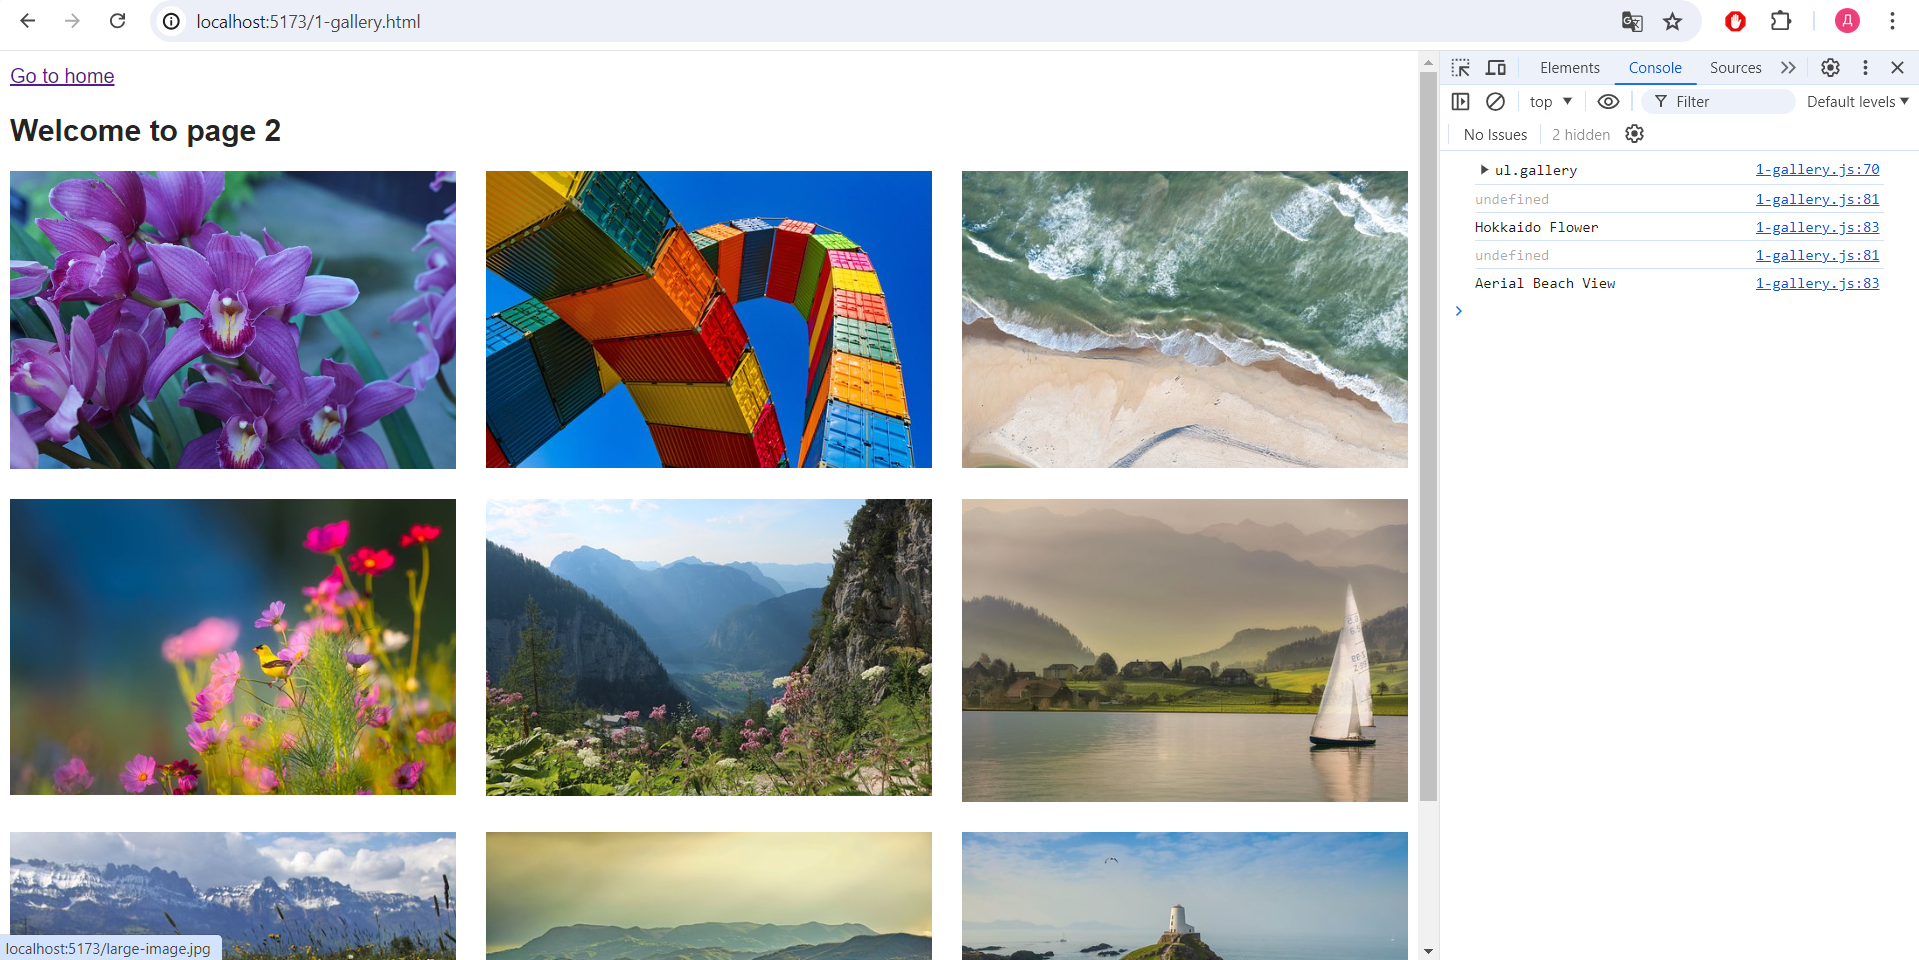 localhost:5173/1-gallery.html
Д
Go to home
Welcome to page 2
Elements Console Sources
top Filter Default levels
No Issues 2 hidden
ul.gallery 1-gallery.js:70
undefined 1-gallery.js:81
Hokkaido Flower 1-gallery.js:83
undefined 1-gallery.js:81
Aerial Beach View 1-gallery.js:83
localhost:5173/large-image.jpg